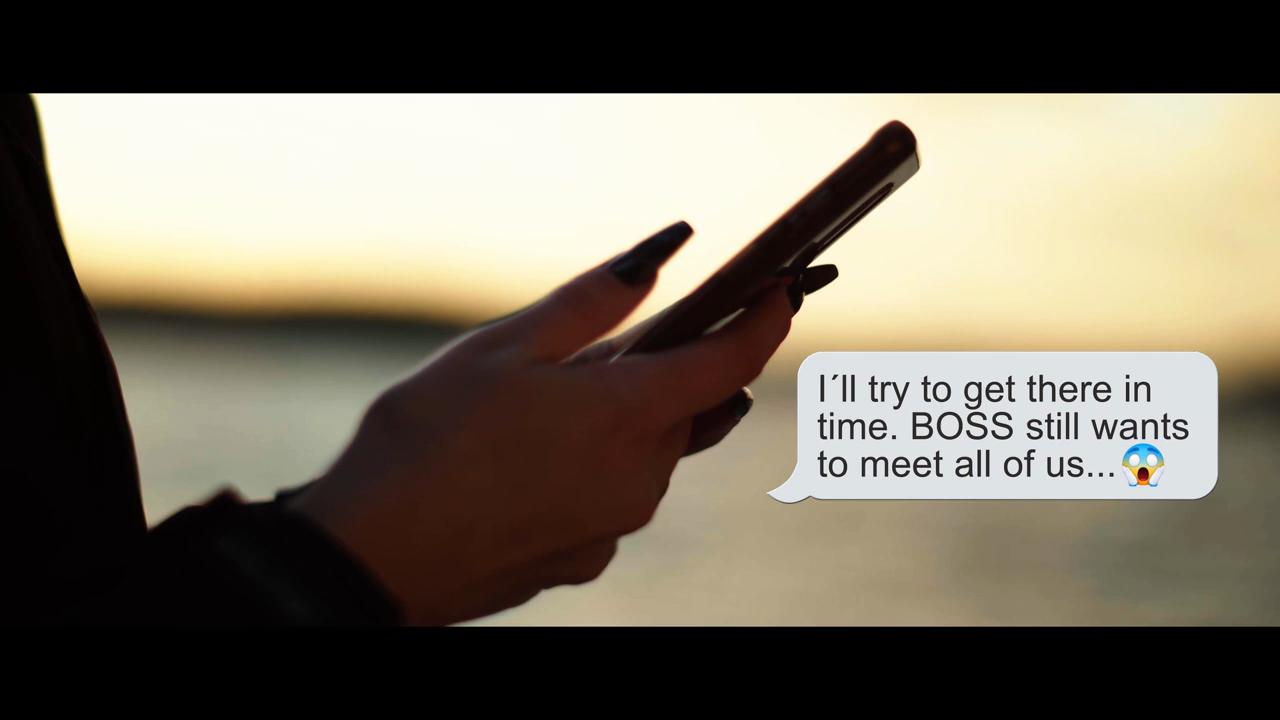 I´ll try to get there in
time. BOSS still wants
to meet all of us...😱